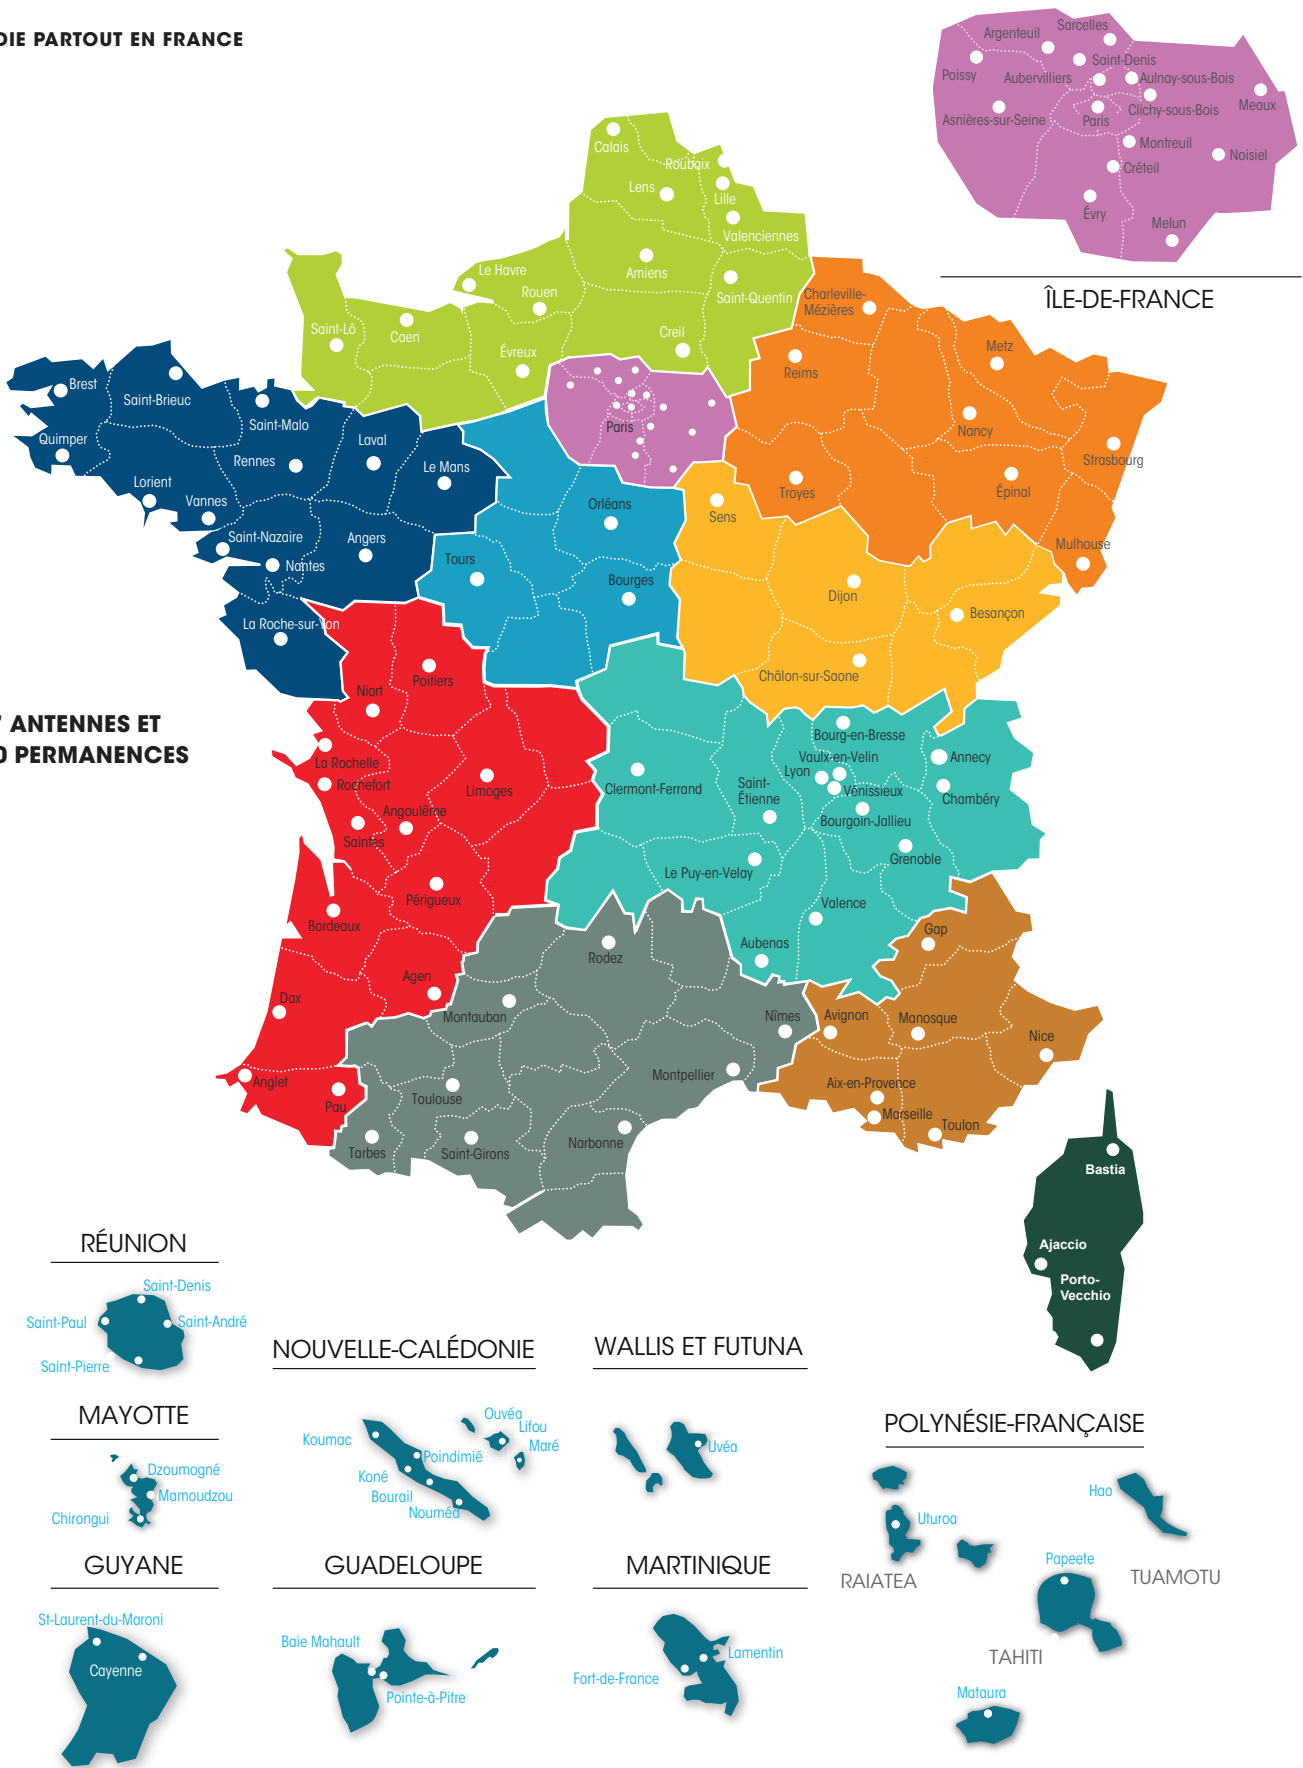 DIE PARTOUT EN FRANCE
Argenteuil
Sarcelles
Saint-Denis
Poissy
Aubervilliers
Aulnay-sous-Bois
Meaux
Asnières-sur-Seine
Paris
Clichy-sous-Bois
Montreuil
Noisiel
Créteil
Évry
Melun
ÎLE-DE-FRANCE
Calais
Roubaix
Lens
Lille
Valenciennes
Amiens
Le Havre
Rouen
Saint-Quentin
Saint-Lô
Caen
Évreux
Creil
Charleville-
Mézières
Reims
Metz
Nancy
Strasbourg
Troyes
Épinal
Mulhouse
Brest
Saint-Brieuc
Saint-Malo
Quimper
Rennes
Laval
Le Mans
Lorient
Vannes
Saint-Nazaire
Nantes
Angers
La Roche-sur-Yon
Paris
Orléans
Tours
Bourges
Sens
Dijon
Besançon
Châlon-sur-Saone
7 ANTENNES ET
0 PERMANENCES
Poitiers
Niort
La Rochelle
Rochefort
Angoulême
Saintes
Limoges
Périgueux
Bordeaux
Agen
Dax
Anglet
Pau
Bourg-en-Bresse
Vaulx-en-Velin
Lyon
Annecy
Clermont-Ferrand
Saint-
Étienne
Vénissieux
Chambéry
Bourgoin-Jallieu
Grenoble
Le Puy-en-Velay
Valence
Aubenas
Rodez
Montauban
Nîmes
Montpellier
Toulouse
Tarbes
Saint-Girons
Narbonne
Gap
Avignon
Manosque
Nice
Aix-en-Provence
Marseille
Toulon
Bastia
Ajaccio
Porto-
Vecchio
RÉUNION
Saint-Denis
Saint-Paul
Saint-André
Saint-Pierre
NOUVELLE-CALÉDONIE
Ouvéa
Lifou
Maré
Koumac
Poindimié
Koné
Bourail
Nouméa
WALLIS ET FUTUNA
Uvéa
MAYOTTE
Dzoumogné
Mamoudzou
Chirongui
POLYNÉSIE-FRANÇAISE
Hao
Uturoa
Papeete
RAIATEA
TUAMOTU
TAHITI
Mataura
GUYANE
St-Laurent-du-Maroni
Cayenne
GUADELOUPE
Baie Mahault
Pointe-à-Pitre
MARTINIQUE
Lamentin
Fort-de-France